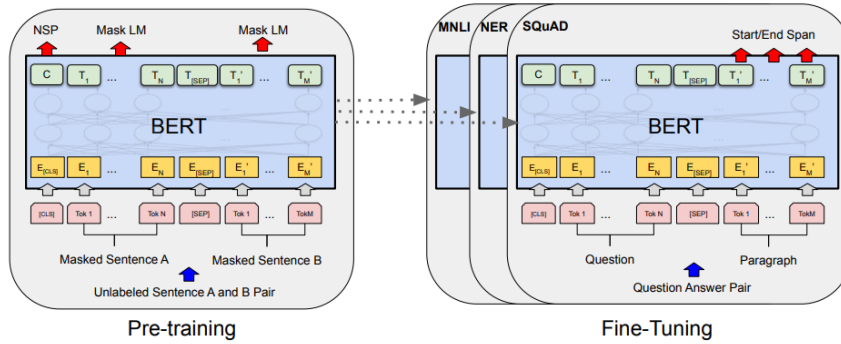 NSP Mask LM Mask LM
C T1 ... TN T[SEP] T1' ... TM'
BERT
E[CLS] E1 ... EN E[SEP] E1' ... EM'
[CLS] Tok 1 ... Tok N [SEP] Tok 1 ... TokM
Masked Sentence A Masked Sentence B
Unlabeled Sentence A and B Pair
Pre-training
MNLI NER SQuAD
Start/End Span
C T1 ... TN T[SEP] T1' ... TM'
BERT
E[CLS] E1 ... EN E[SEP] E1' ... EM'
[CLS] Tok 1 ... Tok N [SEP] Tok 1 ... TokM
Question Paragraph
Question Answer Pair
Fine-Tuning